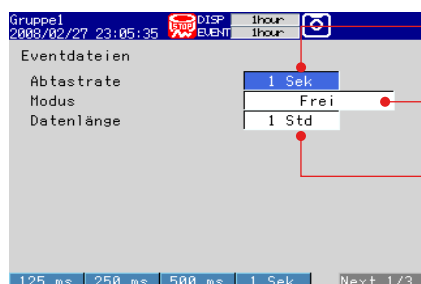 Gruppe1 DISP 1hour
2008/02/27 23:05:35 STOP EVENT 1hour
Eventdateien
Abtastrate 1 Sek
Modus Frei
Datenlänge 1 Std
125 ms 250 ms 500 ms 1 Sek Next 1/3